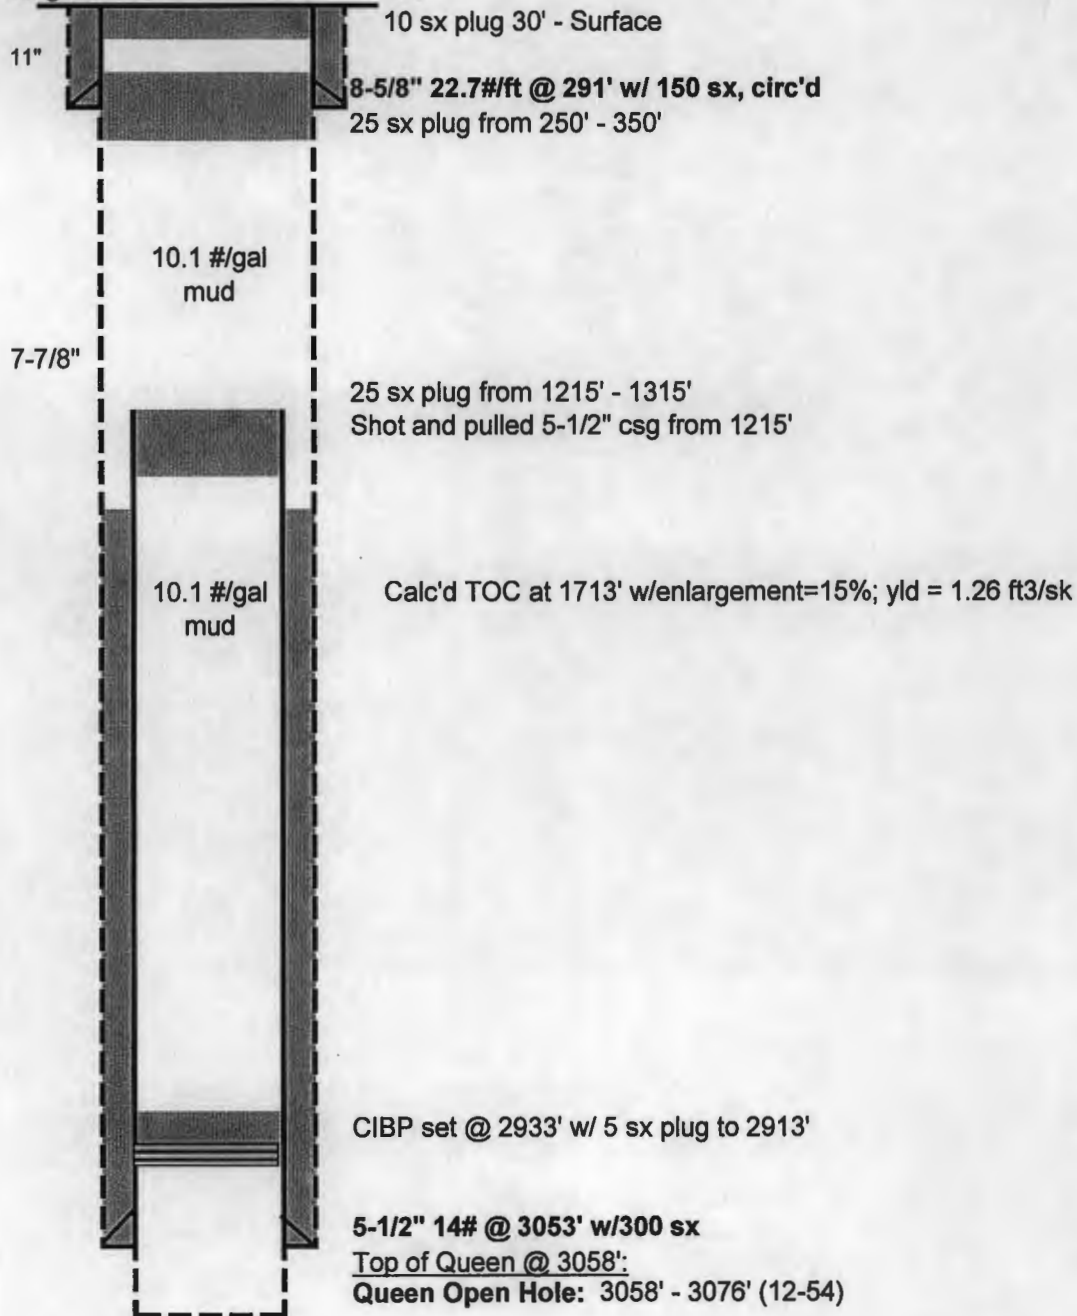 10 sx plug 30' - Surface
11"
8-5/8" 22.7#/ft @ 291' w/ 150 sx, circ'd
25 sx plug from 250' - 350'
10.1 #/gal
mud
7-7/8"
25 sx plug from 1215' - 1315'
Shot and pulled 5-1/2" csg from 1215'
10.1 #/gal
mud
Calc'd TOC at 1713' w/enlargement=15%; yld = 1.26 ft3/sk
CIBP set @ 2933' w/ 5 sx plug to 2913'
5-1/2" 14# @ 3053' w/300 sx
Top of Queen @ 3058':
Queen Open Hole: 3058' - 3076' (12-54)